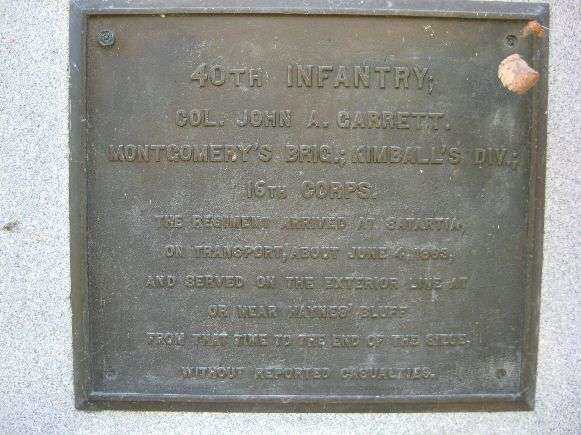 40TH INFANTRY;
COL. JOHN A. GARRETT.
MONTGOMERY'S BRIG.; KIMBALL'S DIV.;
16TH CORPS.
THE REGIMENT ARRIVED AT SATARTIA,
ON TRANSPORT, ABOUT JUNE 4, 1863,
AND SERVED ON THE EXTERIOR LINE AT
OR NEAR HAYNES' BLUFF
FROM THAT TIME TO THE END OF THE SIEGE.
WITHOUT REPORTED CASUALTIES.